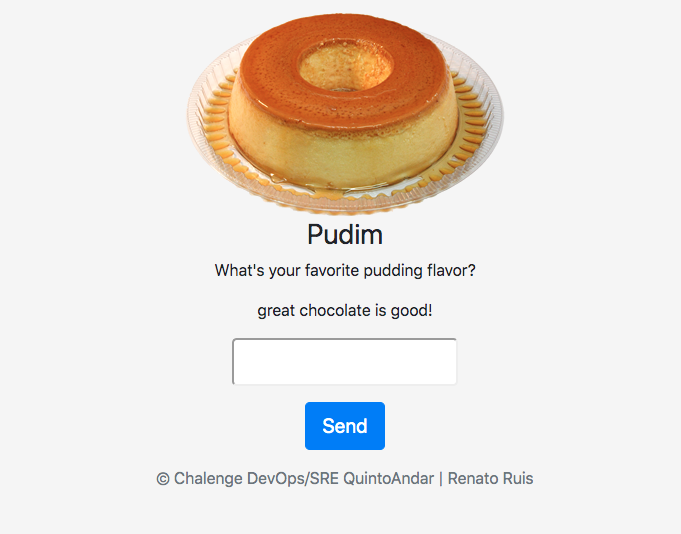 Pudim
What's your favorite pudding flavor?
great chocolate is good!
Send
© Chalenge DevOps/SRE QuintoAndar | Renato Ruis